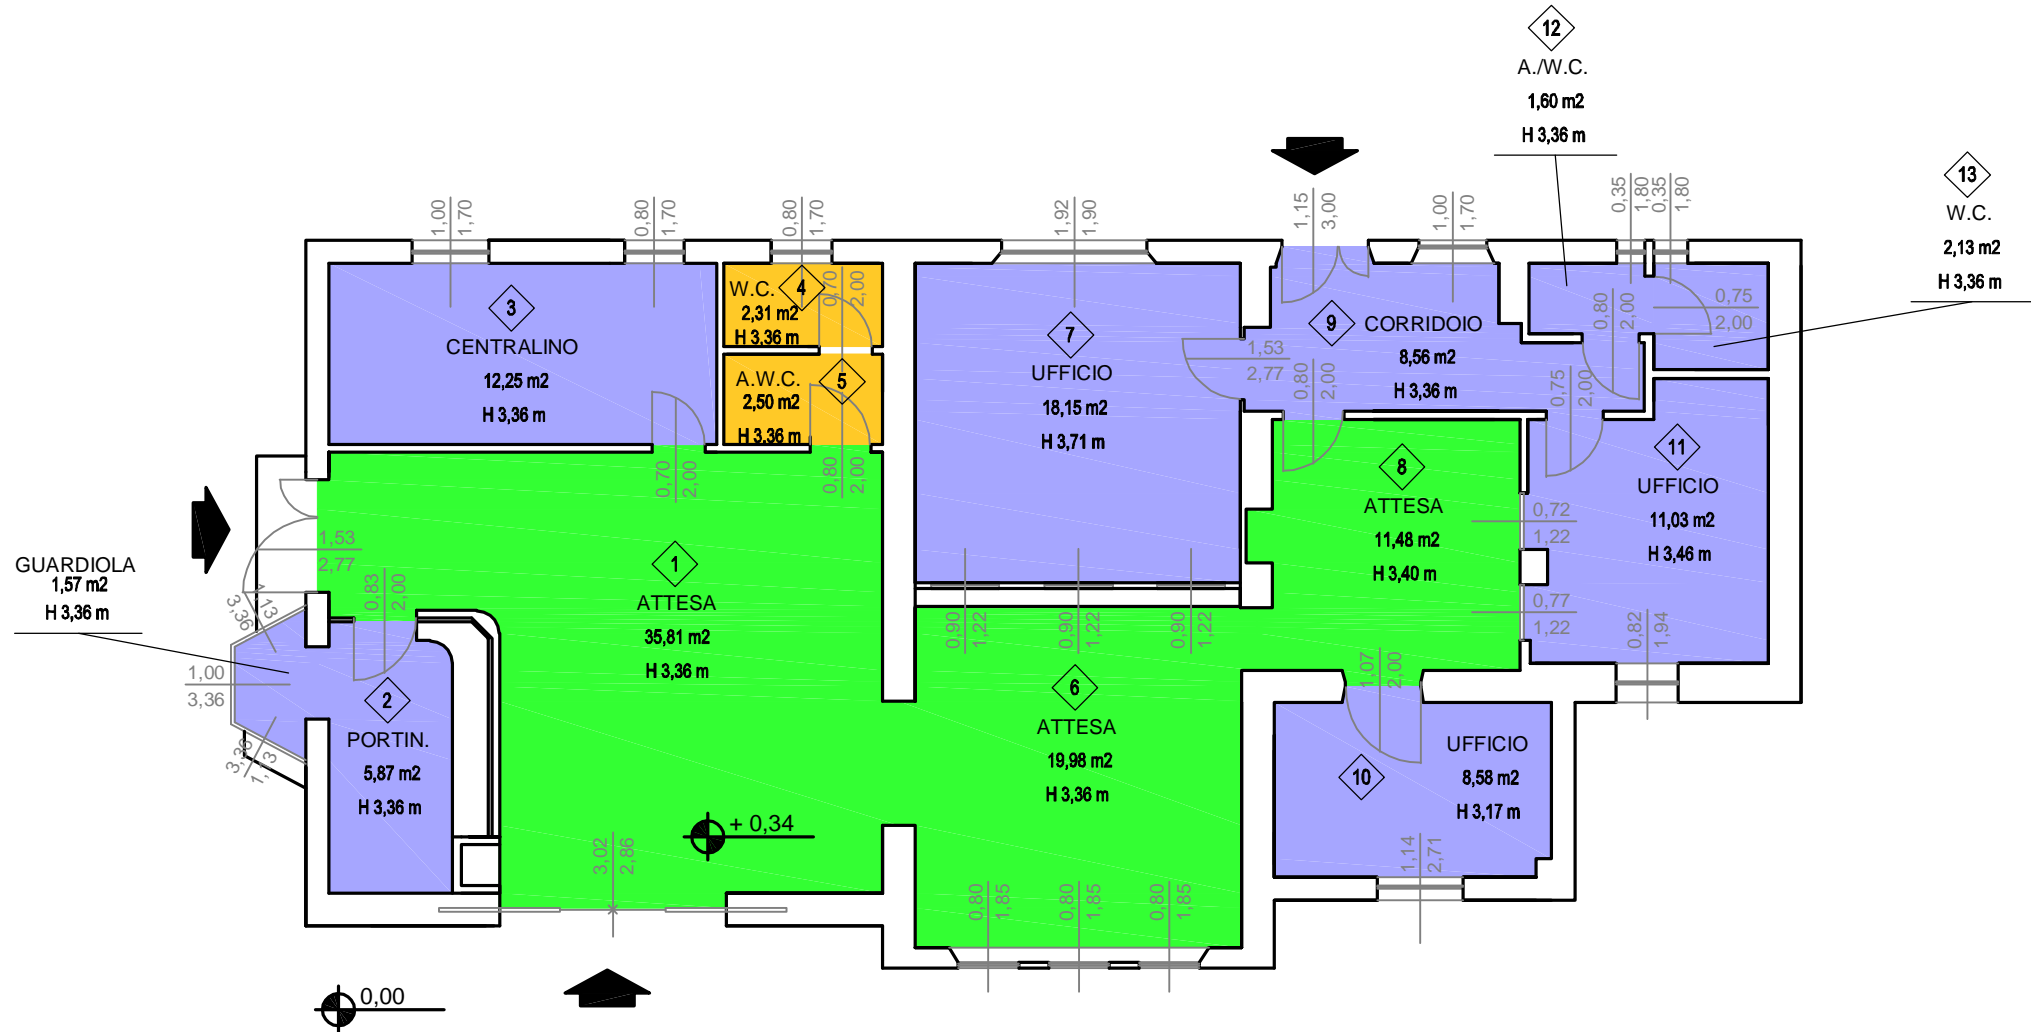 12
A./W.C.
1,60 m2
H 3,36 m
13
W.C.
2,13 m2
H 3,36 m
1,00
1,70
0,80
1,70
0,80
1,70
1,92
1,90
1,15
3,00
1,00
1,70
0,35
1,80
0,35
1,80
3
CENTRALINO
12,25 m2
H 3,36 m
4
W.C.
2,31 m2
H 3,36 m
0,70
2,00
5
A.W.C.
2,50 m2
H 3.36 m
7
UFFICIO
18,15 m2
H 3,71 m
9
CORRIDOIO
8,56 m2
H 3,36 m
1,53
2,77
0,80
2,00
0,80
2,00
0,75
2,00
0,75
2,00
0,70
2,00
0,80
2,00
8
ATTESA
11,48 m2
H 3,40 m
11
UFFICIO
11,03 m2
H 3,46 m
0,72
1,22
0,77
1,22
0,82
1,94
1,53
2,77
GUARDIOLA
1,57 m2
H 3,36 m
1,13
3,36
0,83
2,00
1
ATTESA
35,81 m2
H 3,36 m
0,90
1,22
0,90
1,22
0,90
1,22
1,00
3,36
2
PORTIN.
5,87 m2
H 3,36 m
3,36
1,13
6
ATTESA
19,98 m2
H 3,36 m
1,07
2,00
10
UFFICIO
8,58 m2
H 3,17 m
1,14
2,71
+ 0,34
3,02
2,86
0,80
1,85
0,80
1,85
0,80
1,85
0,00